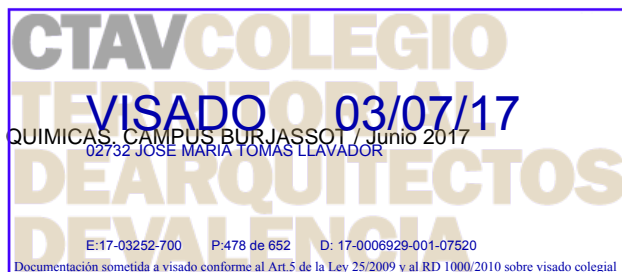 CTAVCOLEGIO
TERRITORIAL
VISADO 03/07/17
QUIMICAS. CAMPUS BURJASSOT / Junio 2017
02732 JOSE MARIA TOMAS LLAVADOR
DEARQUITECTOS
DEVALENCIA
E:17-03252-700 P:478 de 652 D: 17-0006929-001-07520
Documentación sometida a visado conforme al Art.5 de la Ley 25/2009 y al RD 1000/2010 sobre visado colegial